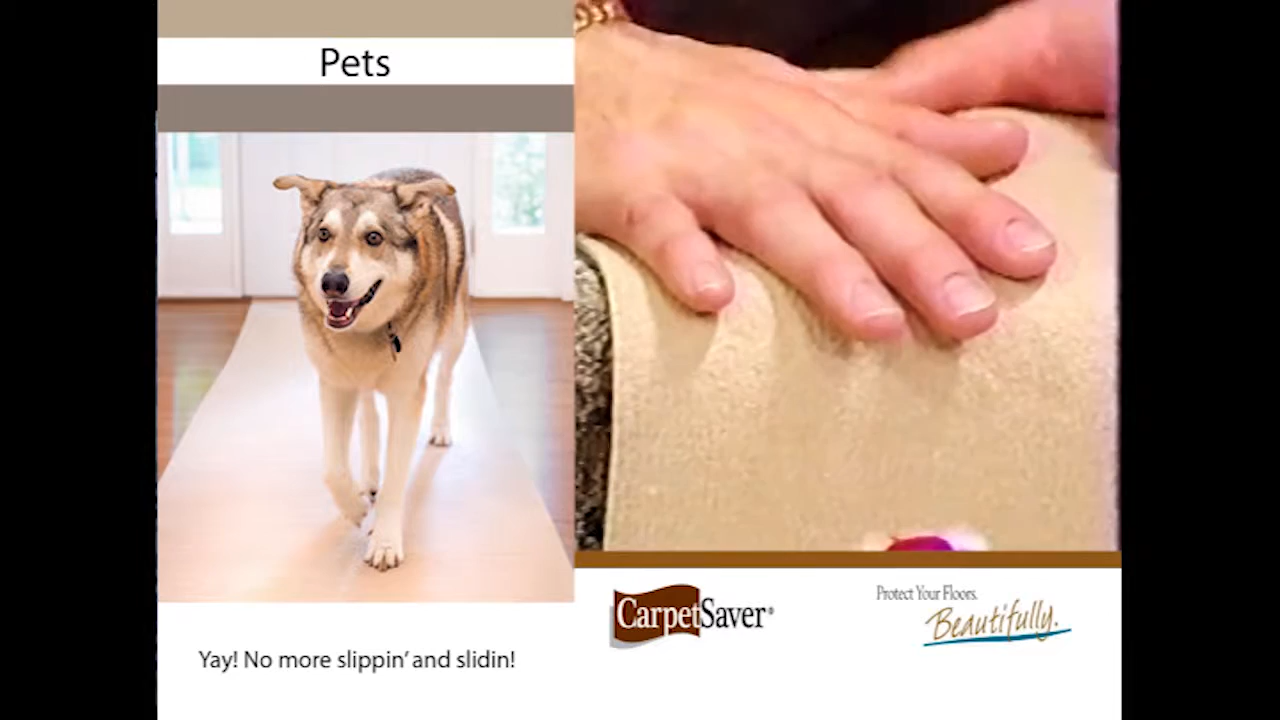 Pets
Yay! No more slippin’ and slidin!
CarpetSaver®
Protect Your Floors.
Beautifully.